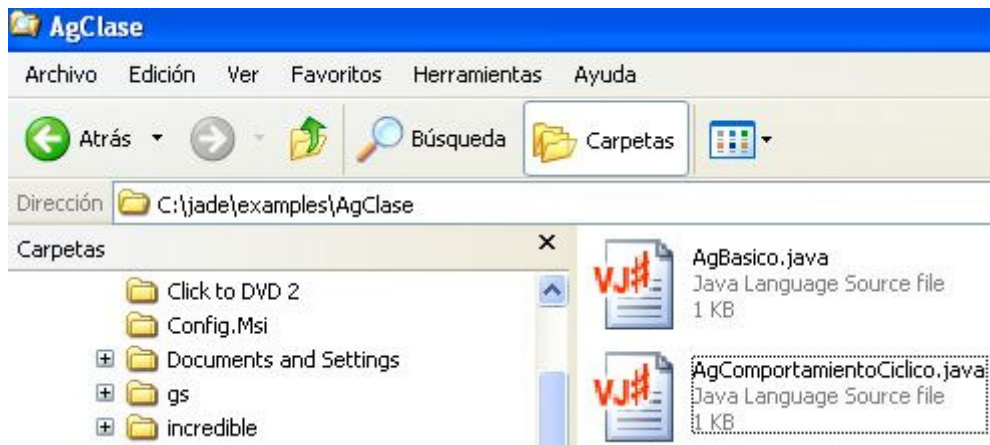 AgClase
Archivo Edición Ver Favoritos Herramientas Ayuda
Atrás Búsqueda Carpetas
Dirección C:\jade\examples\AgClase
Carpetas
Click to DVD 2
Config.Msi
Documents and Settings
gs
incredible
AgBasico.java
Java Language Source file
1 KB
AgComportamientoCiclico.java
Java Language Source file
1 KB
VJ#
VJ#